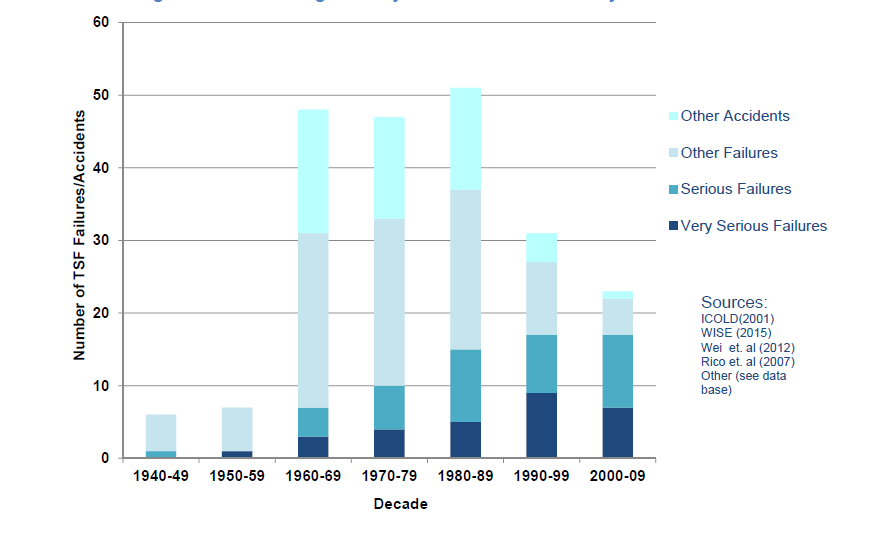 60
50
40
30
20
10
0
Number of TSF Failures/Accidents
1940-49 1950-59 1960-69 1970-79 1980-89 1990-99 2000-09
Decade
Other Accidents
Other Failures
Serious Failures
Very Serious Failures
Sources:
ICOLD(2001)
WISE (2015)
Wei et. al (2012)
Rico et. al (2007)
Other (see data
base)